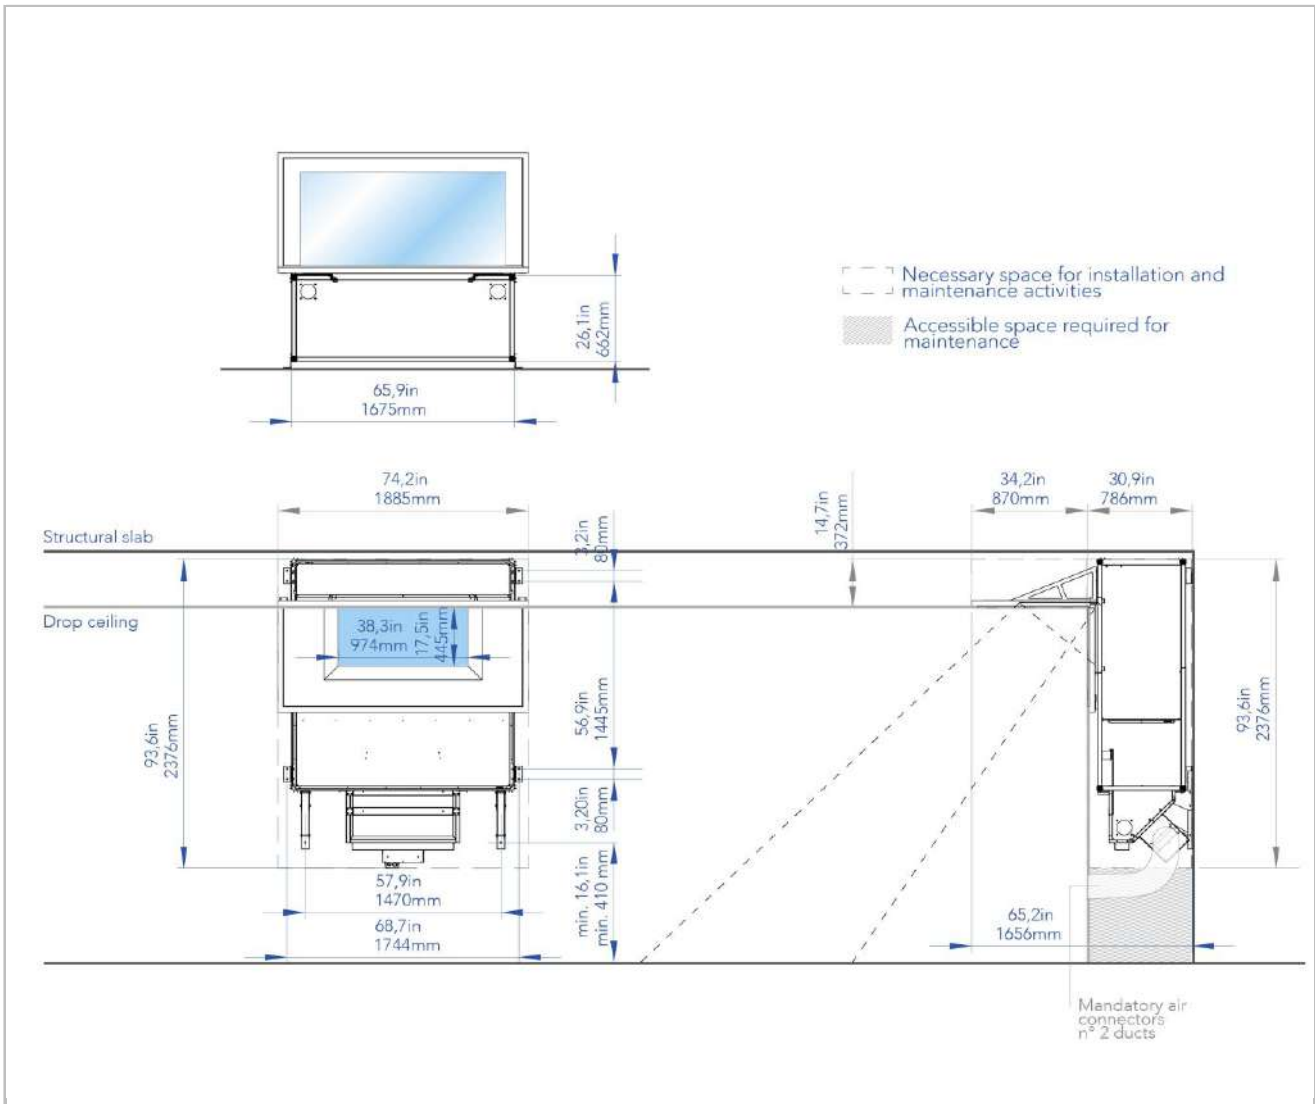 Necessary space for installation and
maintenance activities
Accessible space required for
maintenance
26,1in
662mm
65,9in
1675mm
74,2in
1885mm
34,2in
870mm
30,9in
786mm
14,7in
372mm
3,2in
80mm
Structural slab
Drop ceiling
38,3in
974mm
17,5in
445mm
93,6in
2376mm
56,9in
1445mm
93,6in
2376mm
3,20in
80mm
57,9in
1470mm
min. 16,1in
min. 410 mm
68,7in
1744mm
65,2in
1656mm
Mandatory air
connectors
n° 2 ducts